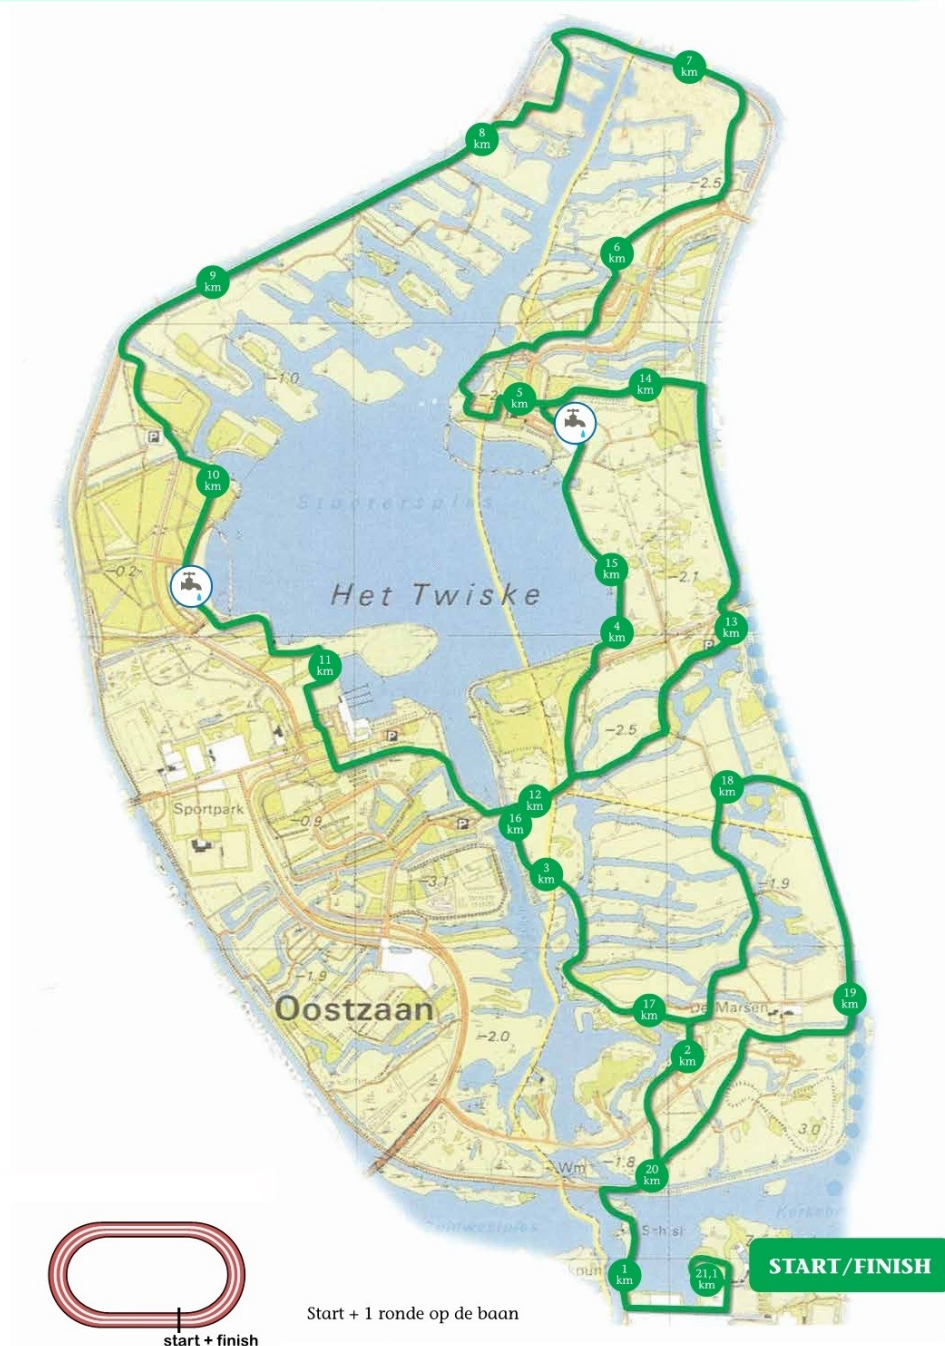 7
km
8
km
-2.5
6
km
9
km
-1.0
14
km
5
km
P
10
km
Stootersplas
15
km
-0.2
Het Twiske
-2.1
4
km
13
km
P
11
km
-2.5
P
18
km
12
km
Sportpark
16
km
-0.9
P
3
km
-3.1
-1.9
-1.9
19
km
17
km
De Marsen
Oostzaan
-2.0
2
km
3.0
Wm
-1.8
20
km
1
km
21,1
km
START/FINISH
Start + 1 ronde op de baan
start + finish